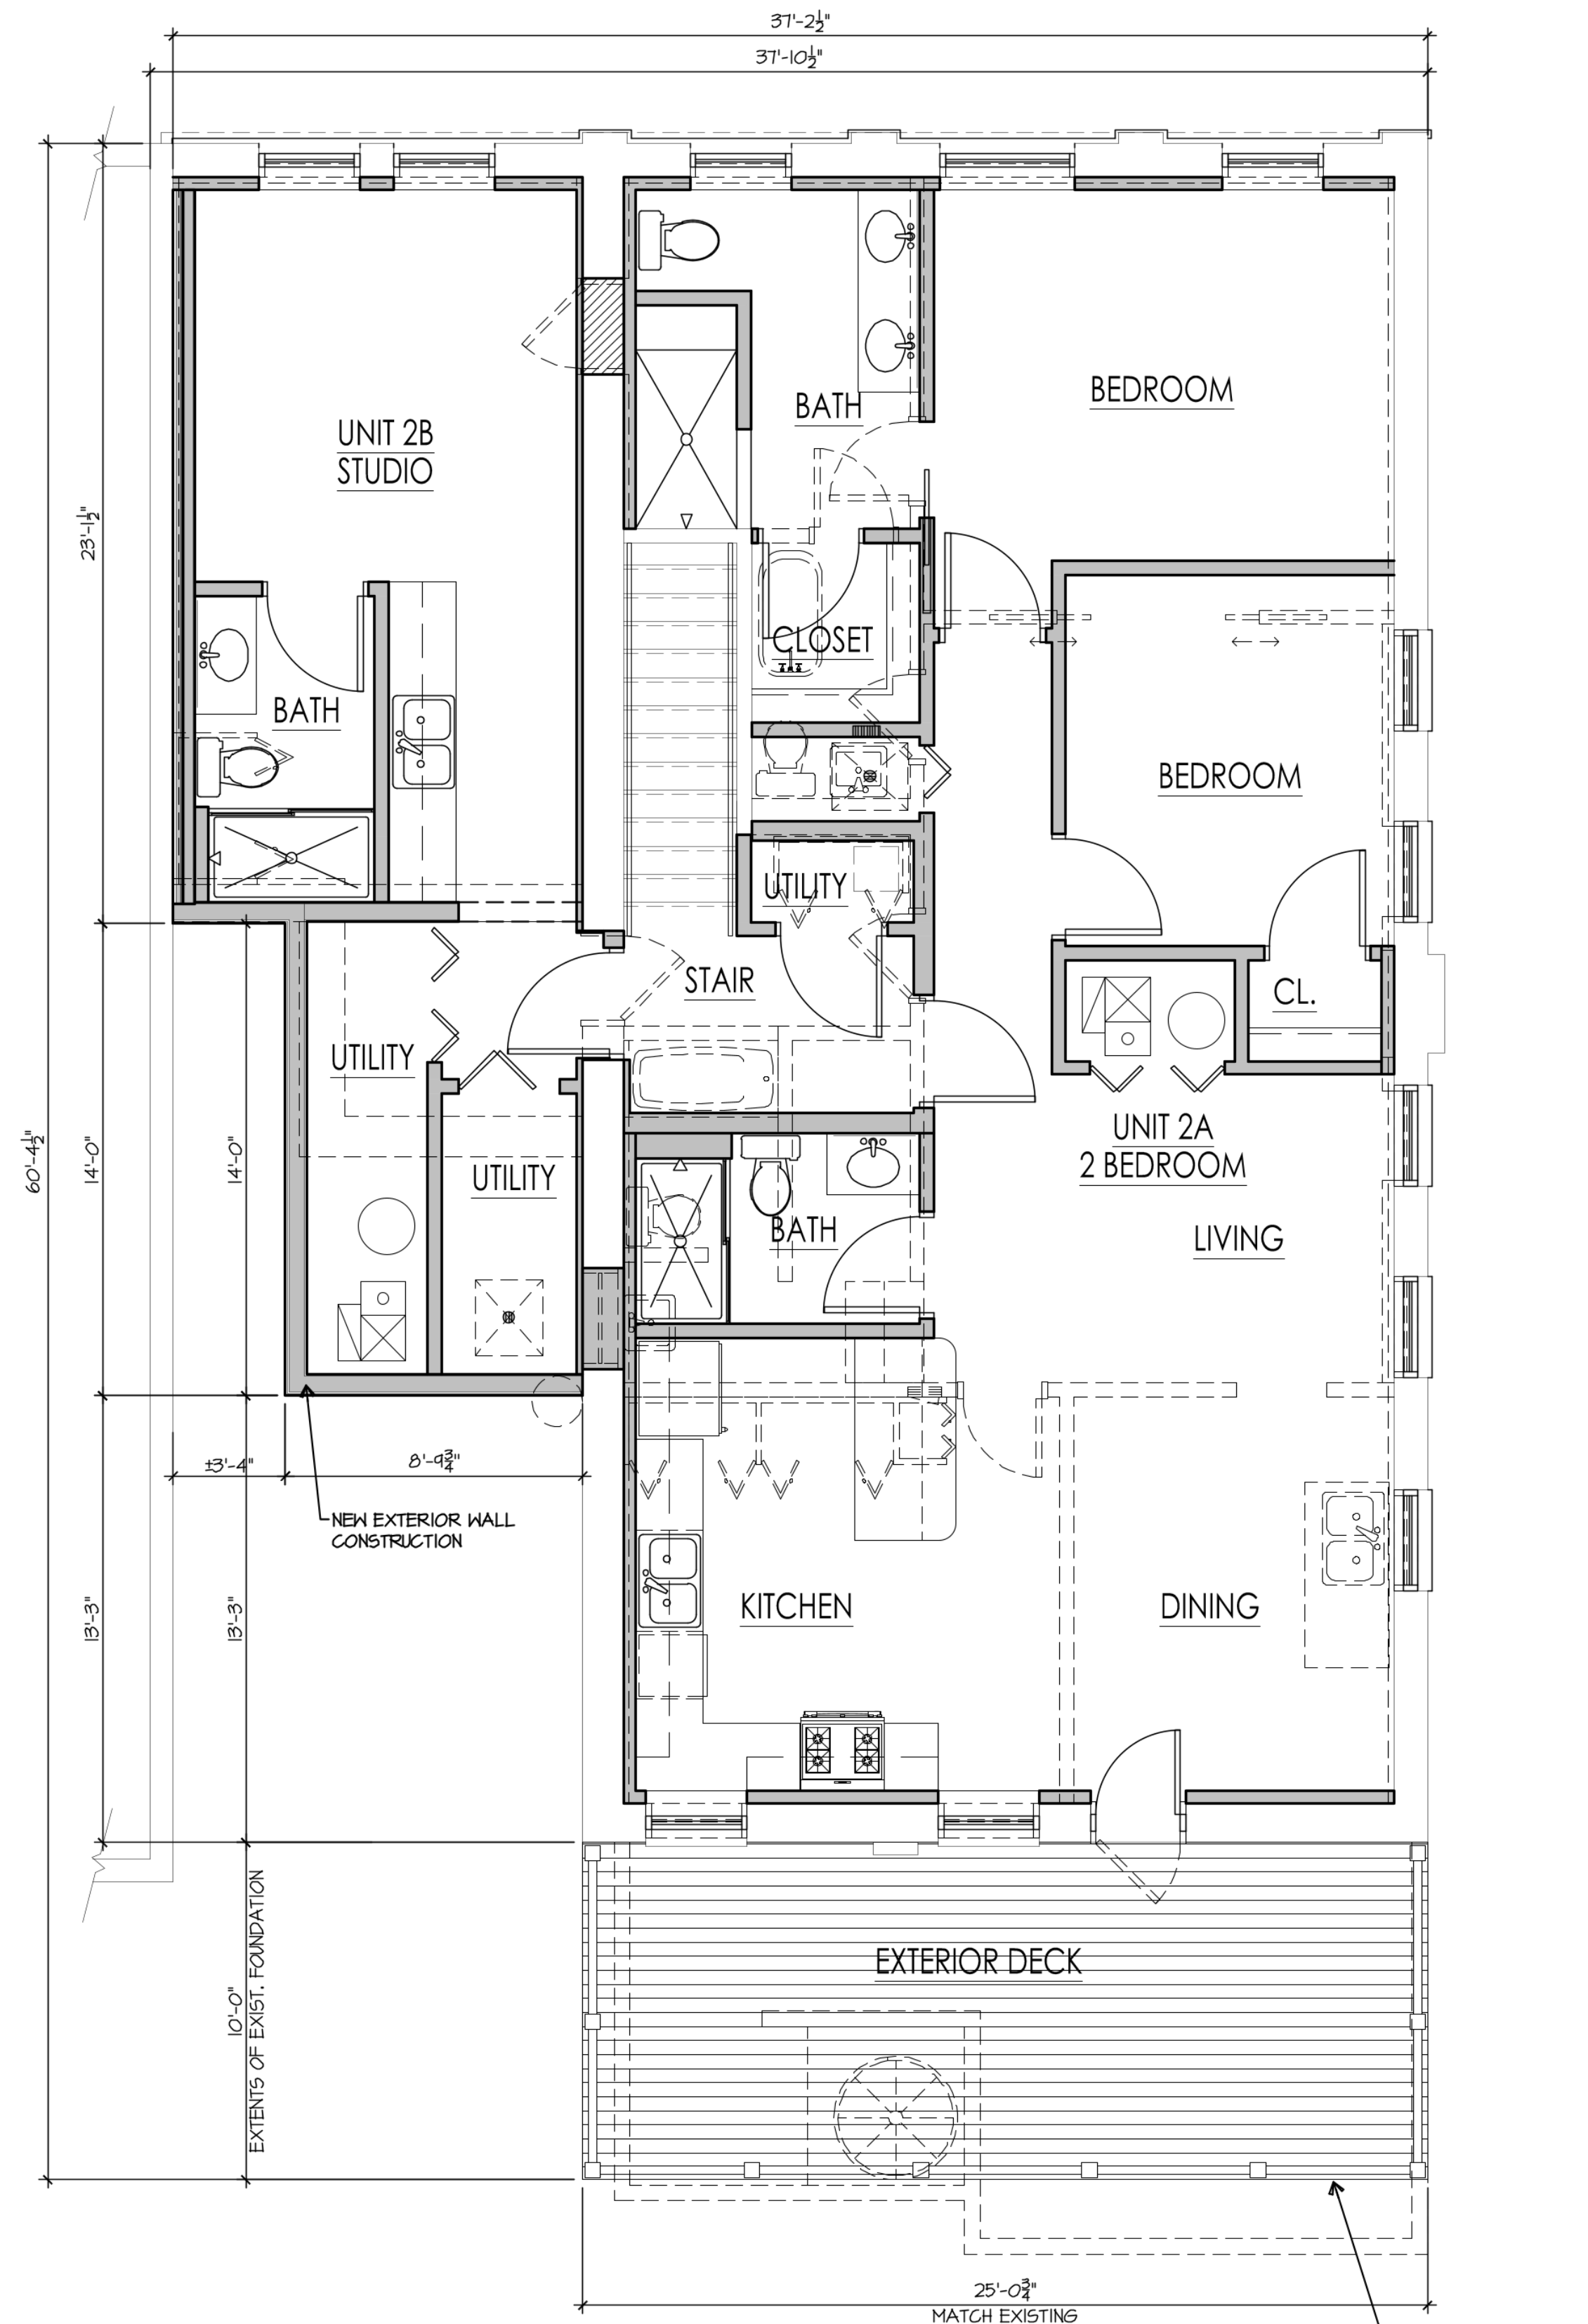 37'-2½"
37'-10½"
BEDROOM
BATH
UNIT 2B
STUDIO
23'-1½"
CLOSET
BATH
BEDROOM
UTILITY
STAIR
CL.
UTILITY
UNIT 2A
2 BEDROOM
60'-4½"
14'-0"
14'-0"
UTILITY
BATH
LIVING
±3'-4"
8'-9¾"
NEW EXTERIOR WALL
CONSTRUCTION
13'-3"
13'-3"
KITCHEN
DINING
EXTERIOR DECK
10'-0"
EXTENTS OF EXIST. FOUNDATION
25'-0¾"
MATCH EXISTING